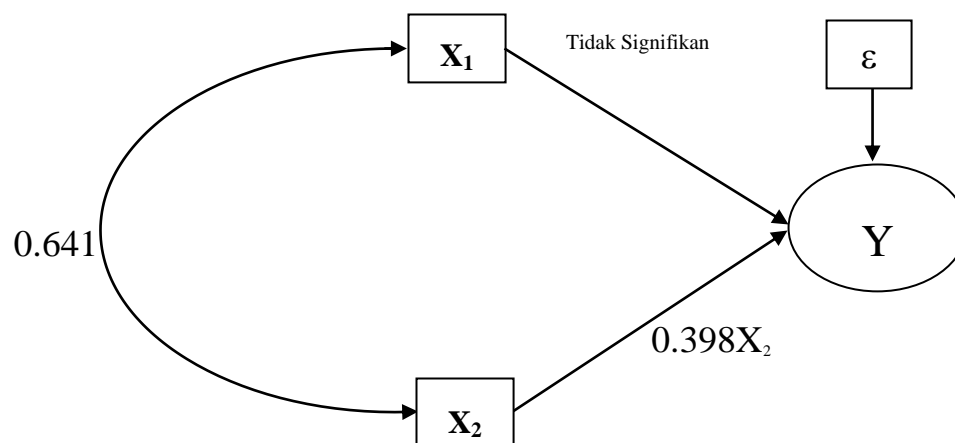 X₁
Tidak Signifikan
ε
0.641
Y
0.398X₂
X₂